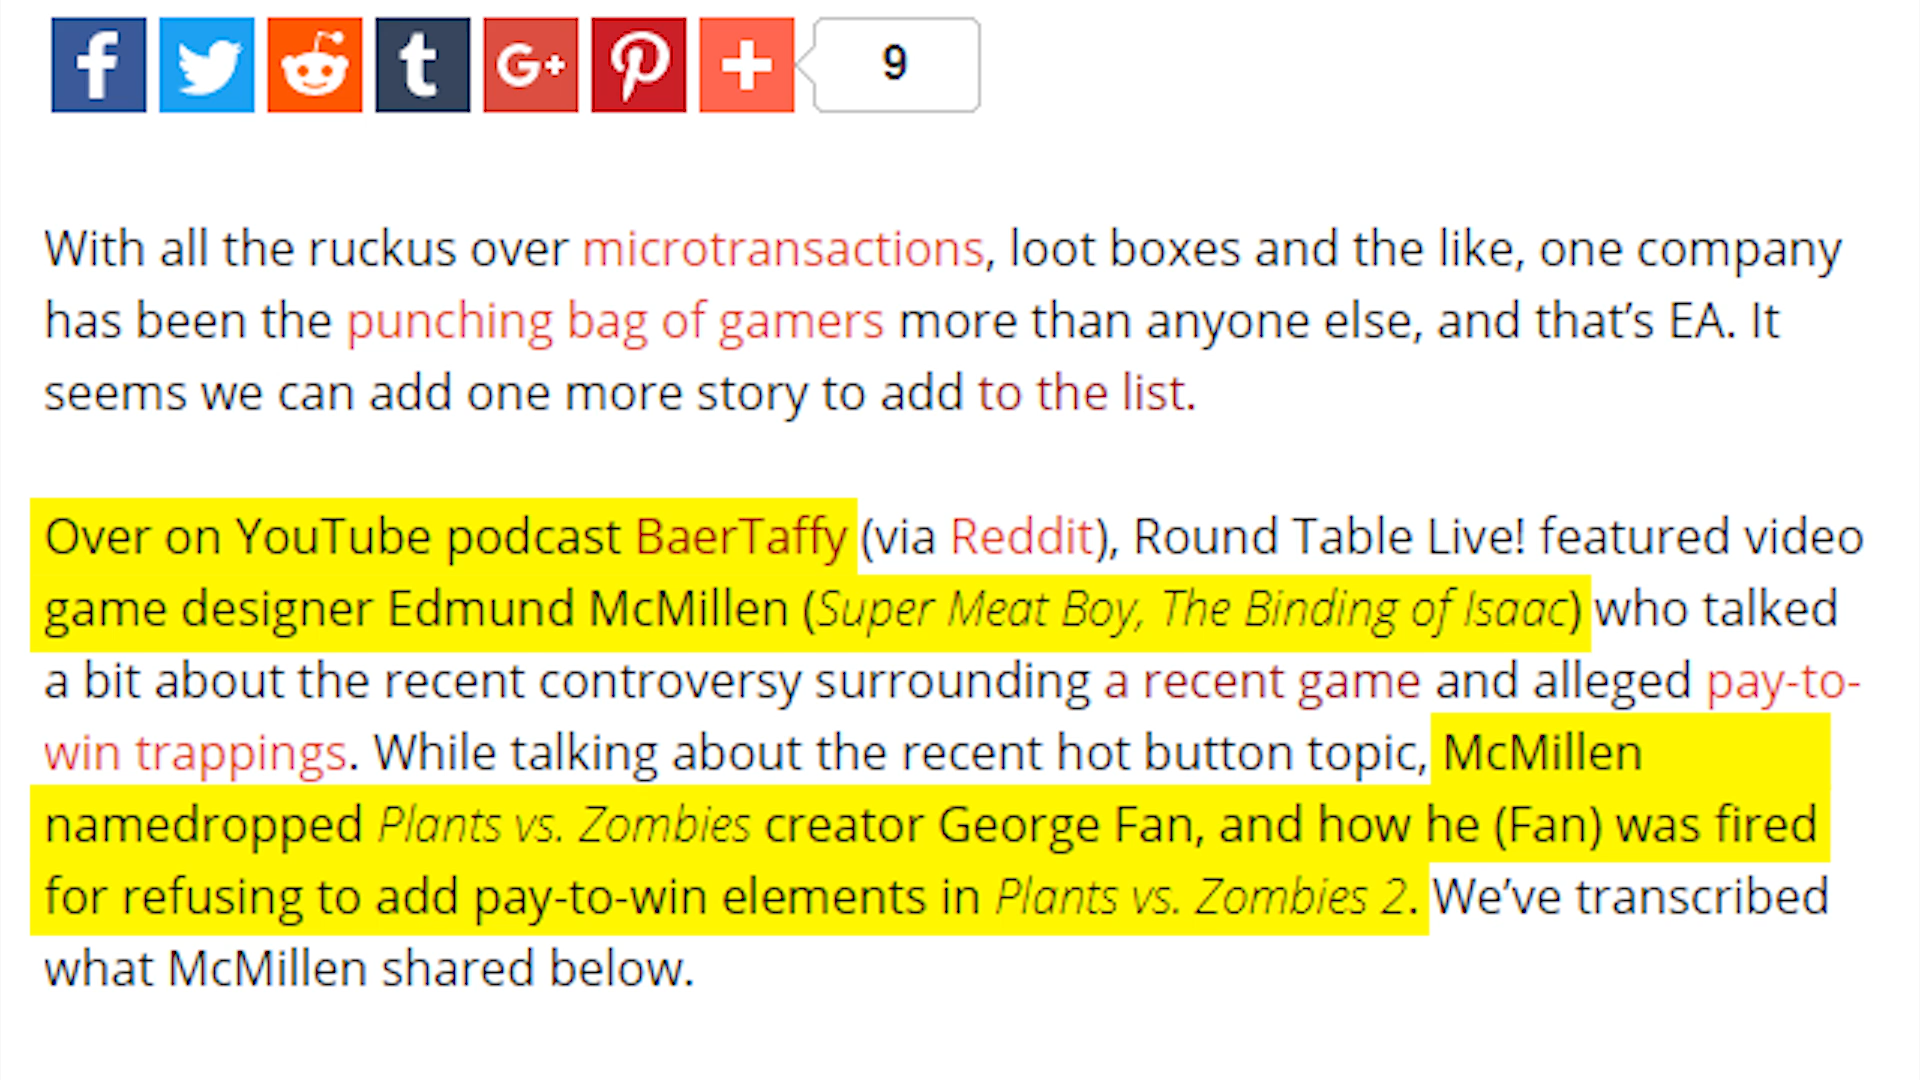 f t G+ 9
With all the ruckus over microtransactions, loot boxes and the like, one company
has been the punching bag of gamers more than anyone else, and that’s EA. It
seems we can add one more story to add to the list.
Over on YouTube podcast BaerTaffy (via Reddit), Round Table Live! featured video
game designer Edmund McMillen (Super Meat Boy, The Binding of Isaac) who talked
a bit about the recent controversy surrounding a recent game and alleged pay-to-
win trappings. While talking about the recent hot button topic, McMillen
namedropped Plants vs. Zombies creator George Fan, and how he (Fan) was fired
for refusing to add pay-to-win elements in Plants vs. Zombies 2. We’ve transcribed
what McMillen shared below.